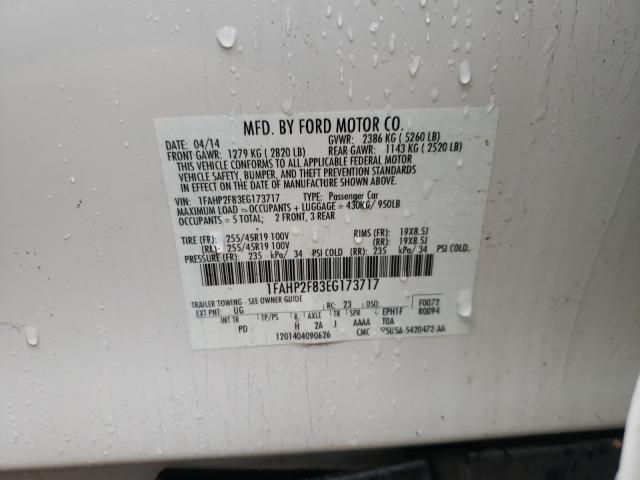 MFD. BY FORD MOTOR CO.
DATE: 04/14 GVWR: 2386 KG ( 5260 LB)
FRONT GAWR: 1279 KG ( 2820 LB) REAR GAWR: 1143 KG ( 2520 LB)
THIS VEHICLE CONFORMS TO ALL APPLICABLE FEDERAL MOTOR
VEHICLE SAFETY, BUMPER, AND THEFT PREVENTION STANDARDS
IN EFFECT ON THE DATE OF MANUFACTURE SHOWN ABOVE.
VIN: 1FAHP2F83EG173717 TYPE: Passenger Car
MAXIMUM LOAD = OCCUPANTS + LUGGAGE = 430KG/ 950LB
OCCUPANTS = 5 TOTAL; 2 FRONT, 3 REAR
TIRE (FR): 255/45R19 100V RIMS (FR): 19X8.5J
(RL): 255/45R19 100V (RR): 19X8.5J
PRESSURE (FR): 235 kPa/ 34 PSI COLD (RR): 235 kPa/ 34 PSI COLD
1FAHP2F83EG173717
TRAILER TOWING - SEE OWNER GUIDE RC: 23 DSO: F0072
EXT PNT: UG R0094
INT TR TP/PS R AXLE TR SPR EPH1F
PD H 2A J AAAA T0A
1201404090626 CMC 5U5A-5420472-AA